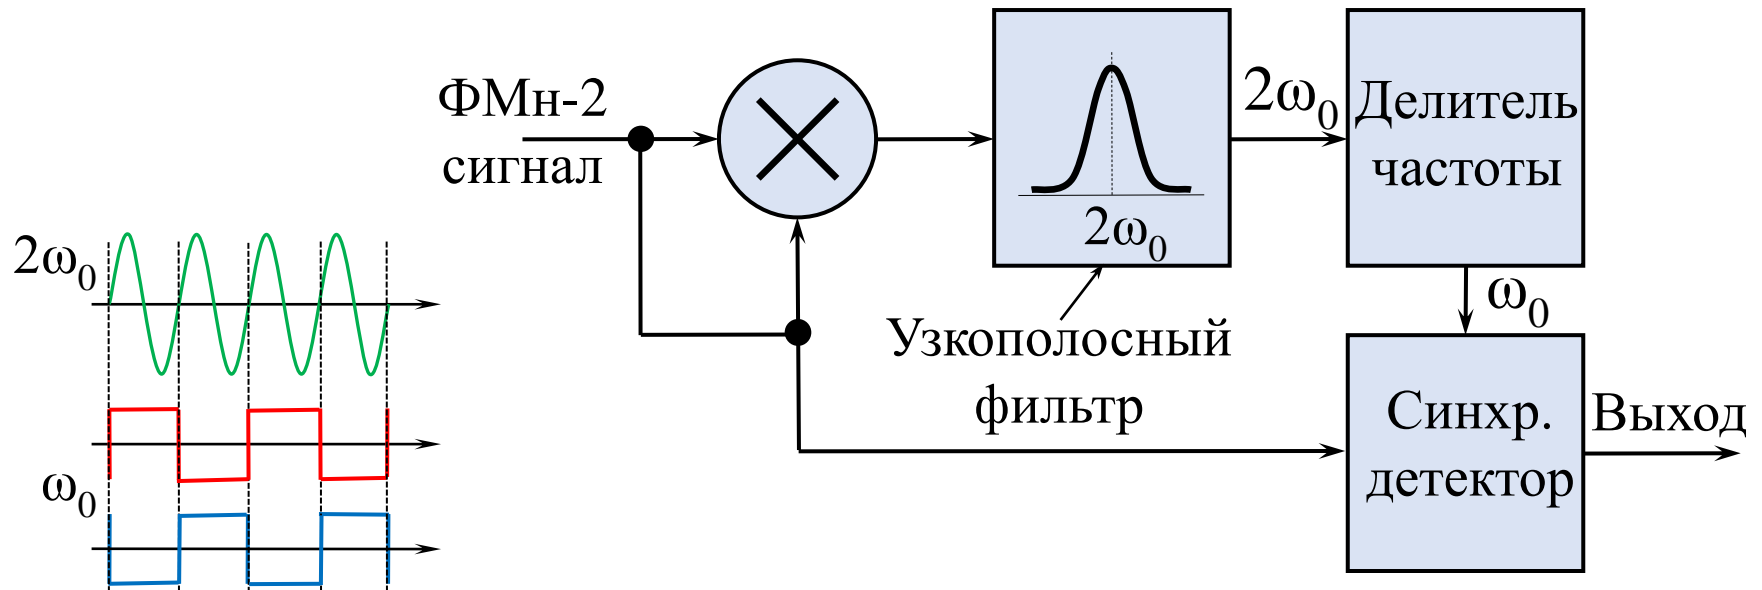 ФМн-2
сигнал
2ω₀
Делитель
частоты
2ω₀
2ω₀
ω₀
Узкополосный
фильтр
Синхр.
детектор
Выход
ω₀